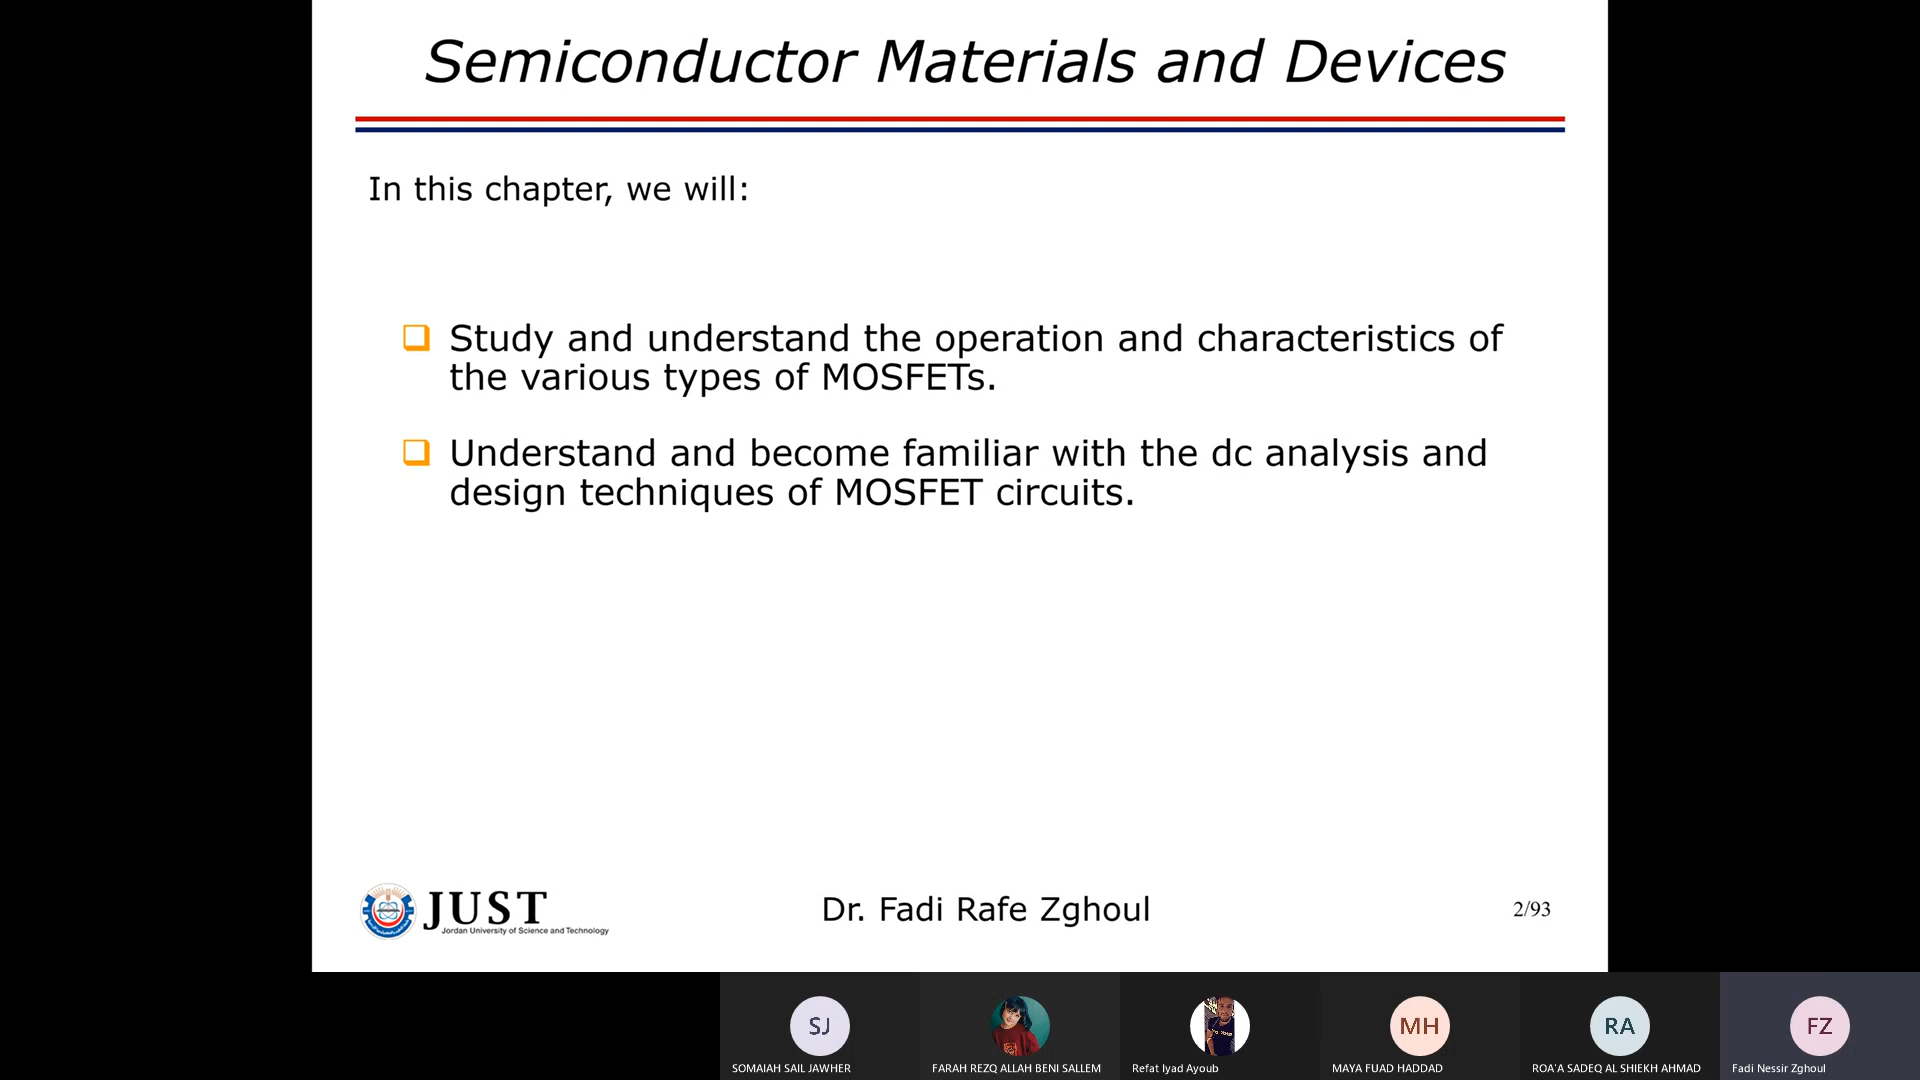 Semiconductor Materials and Devices
In this chapter, we will:
Study and understand the operation and characteristics of
the various types of MOSFETs.
Understand and become familiar with the dc analysis and
design techniques of MOSFET circuits.
JUST
Jordan University of Science and Technology
Dr. Fadi Rafe Zghoul
2/93
SJ
MH
RA
FZ
SOMAIAH SAIL JAWHER
FARAH REZQ ALLAH BENI SALLEM
Refat Iyad Ayoub
MAYA FUAD HADDAD
ROA'A SADEQ AL SHIEKH AHMAD
Fadi Nessir Zghoul